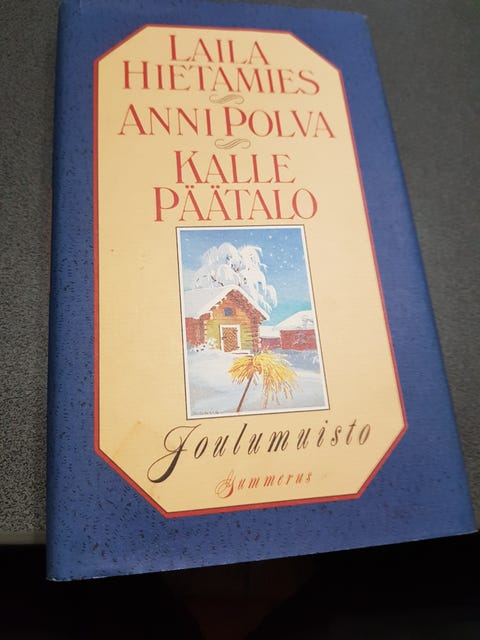 LAILA
HIETAMIES
ANNI POLVA
KALLE
PÄÄTALO
Joulumuisto
Gummerus